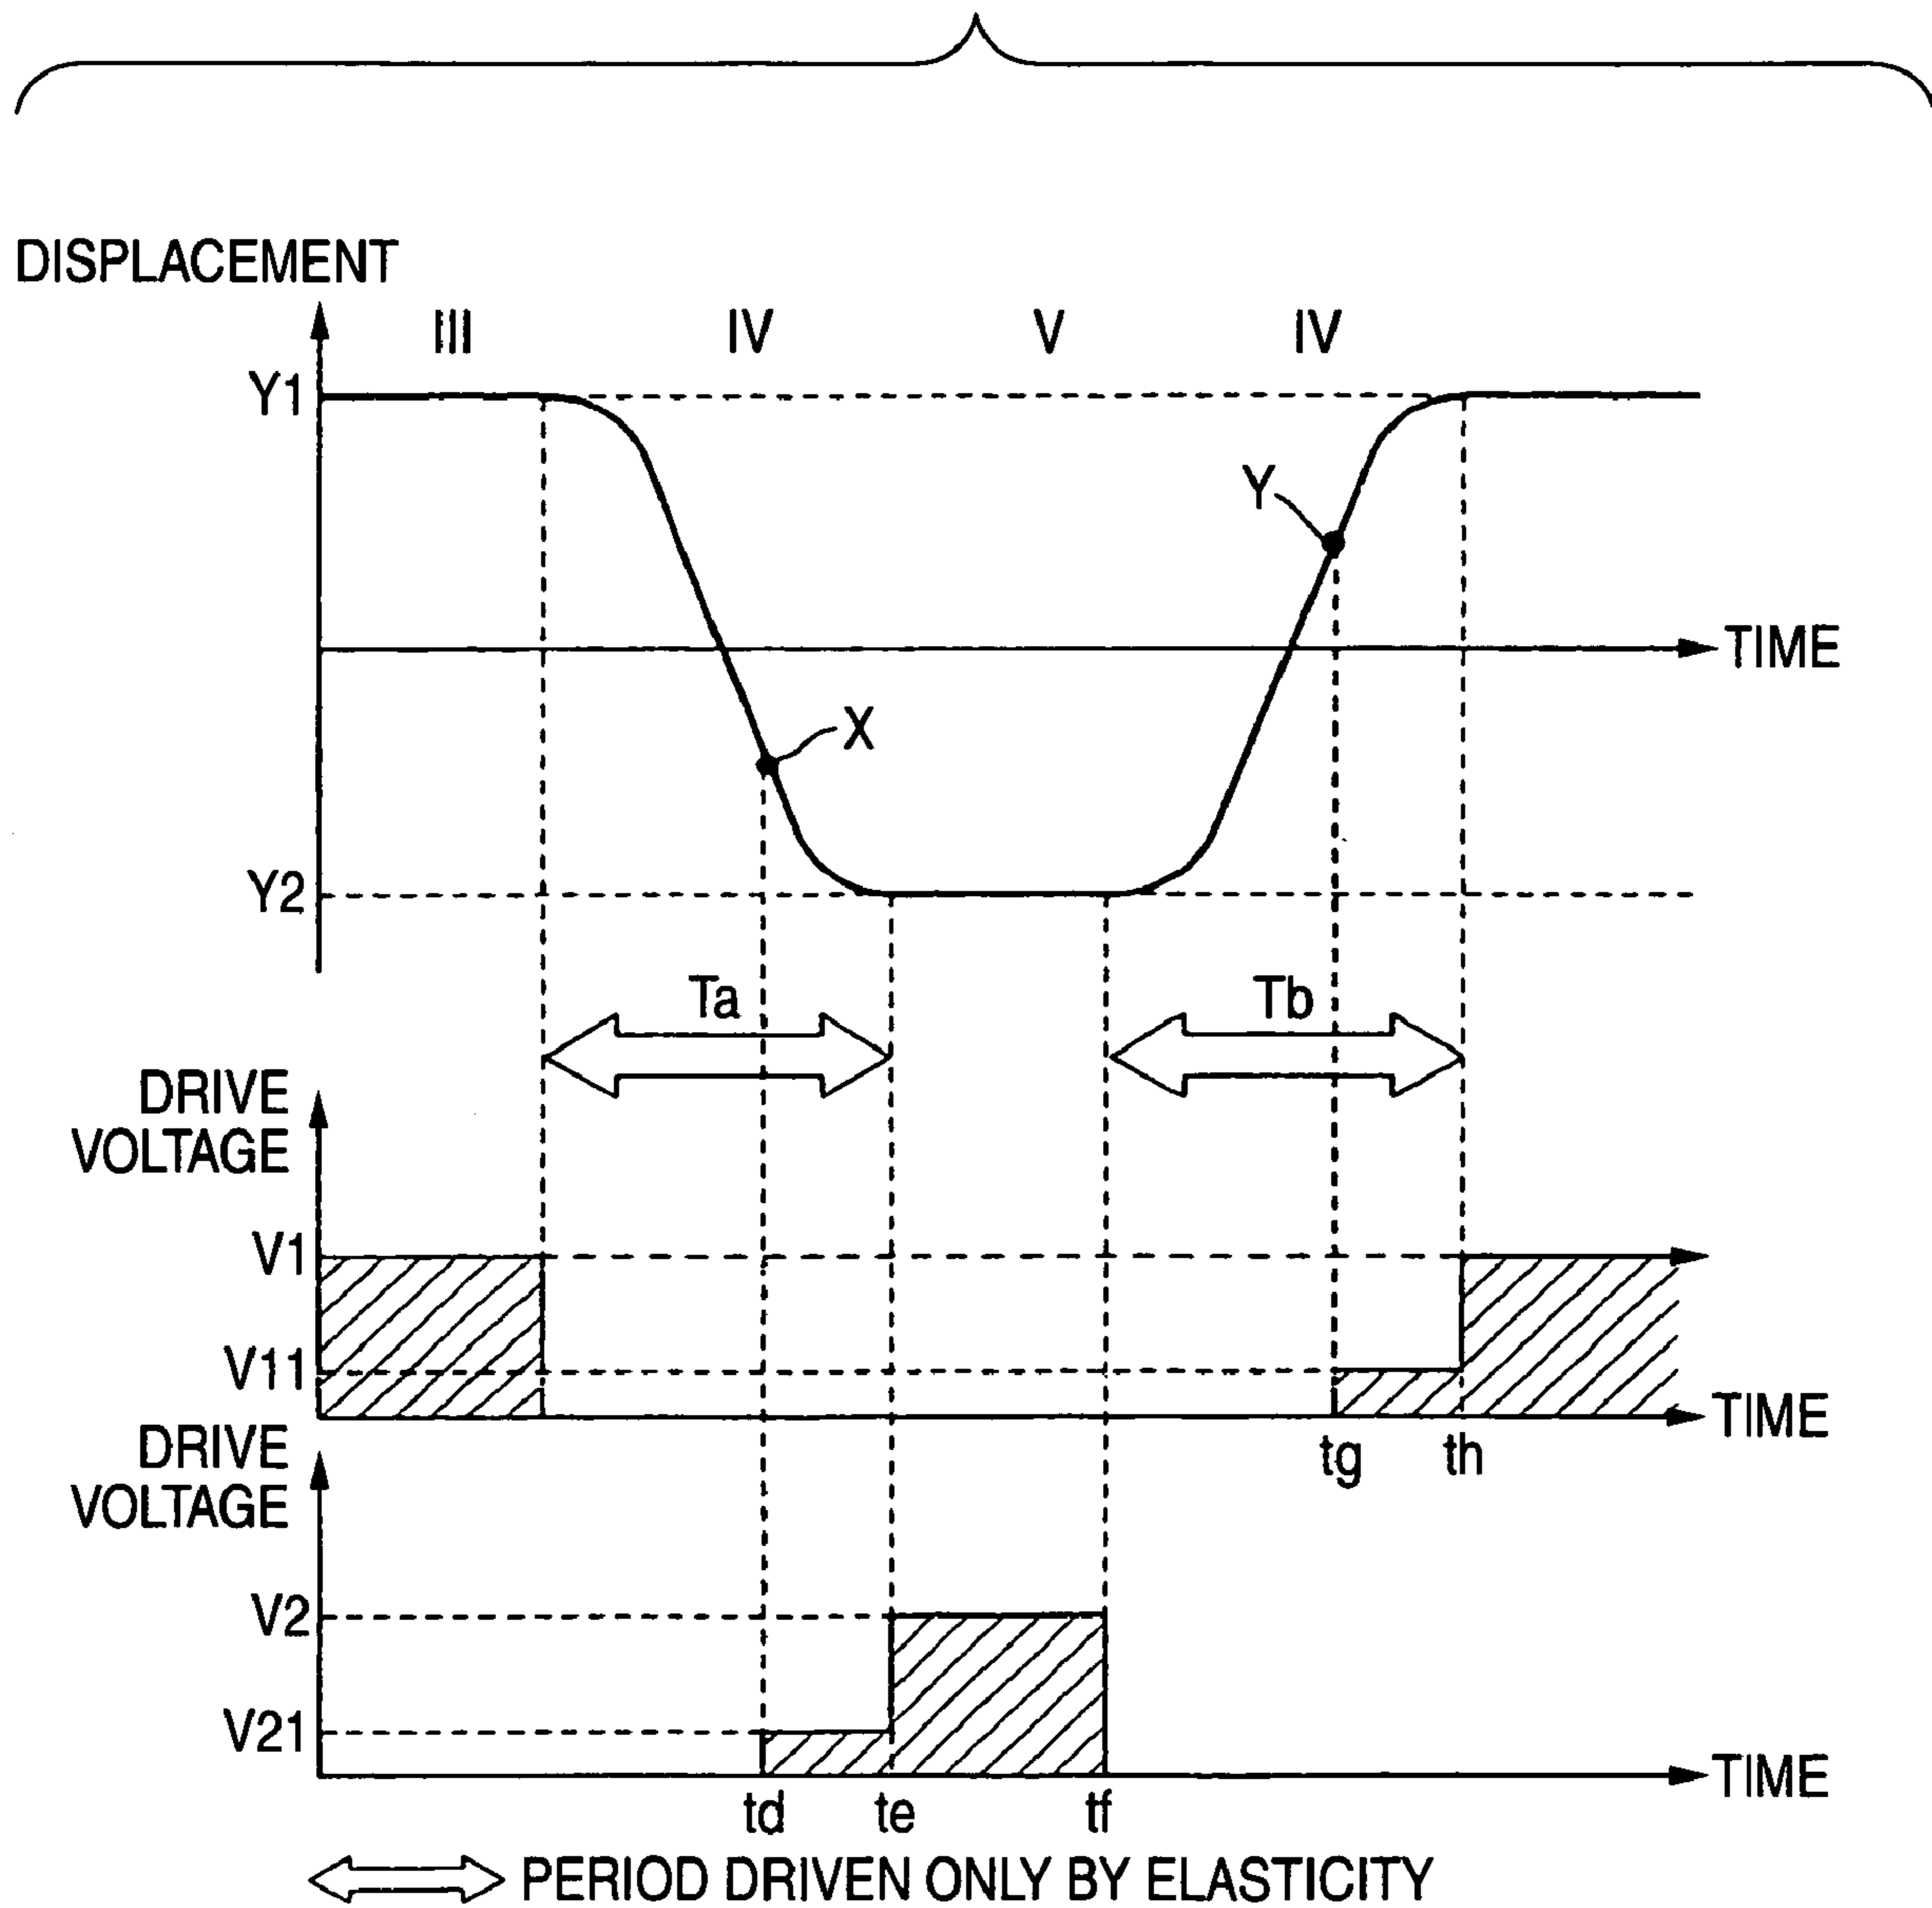 DISPLACEMENT
III IV V IV
Y1
Y
TIME
X
Y2
Ta Tb
DRIVE
VOLTAGE
V1
V11
TIME
tg th
DRIVE
VOLTAGE
V2
V21
TIME
td te tf
PERIOD DRIVEN ONLY BY ELASTICITY